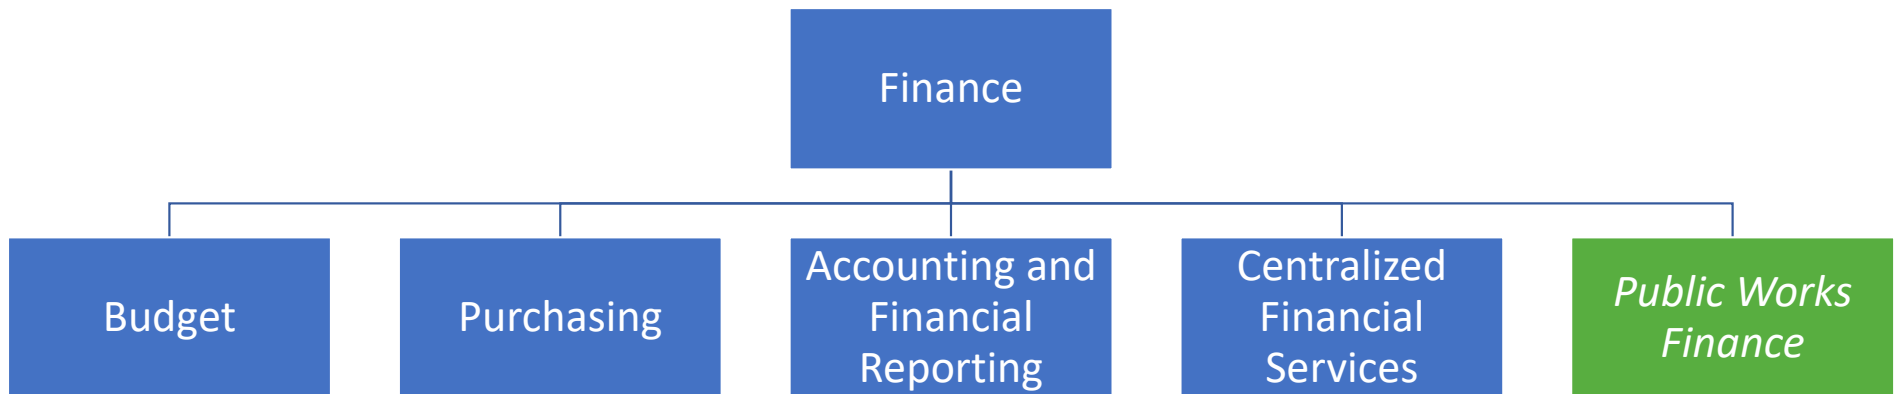 Finance
Budget
Purchasing
Accounting and
Financial
Reporting
Centralized
Financial
Services
Public Works
Finance